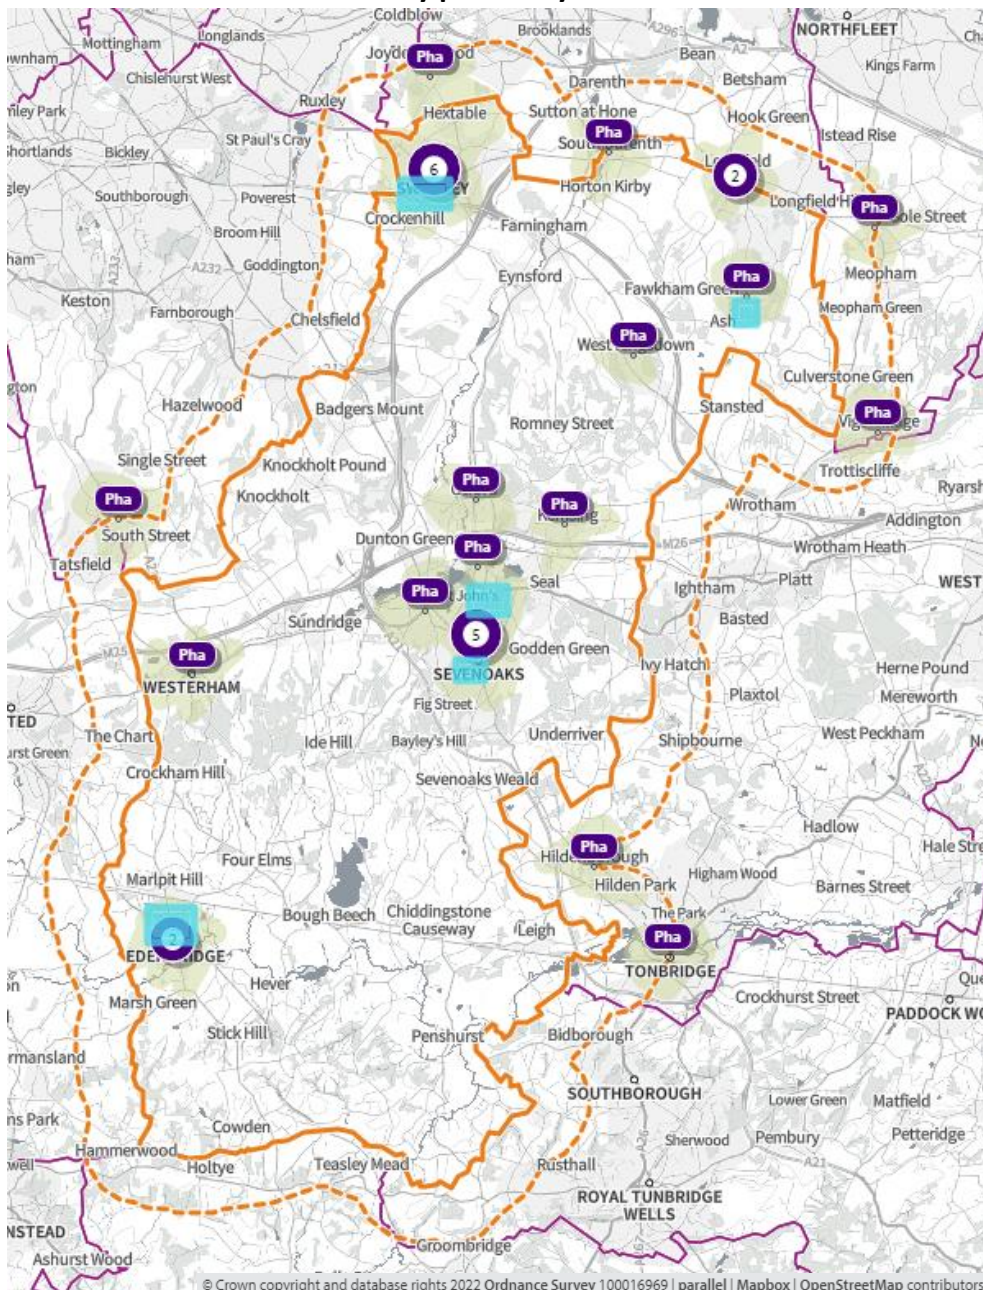 Coldblow
Longlands
Brooklands
A296
A2
NORTHFLEET
Mottingham
Bean
Kings Farm
Chislehurst West
Pha
Darenth
Betsham
Ruxley
Hextable
Sutton at Hone
Hook Green
Istead Rise
St Paul's Cray
Pha
Bickley
Southborough
Poverest
6
Horton Kirby
2
Crockenhill
Pha
Broom Hill
Farningham
A233
A232
Goddington
Eynsford
Pha
Meopham
Keston
Fawkham Green
Farnborough
Chelsfield
Ash
Meopham Green
Pha
Culverstone Green
Hazelwood
Badgers Mount
Stansted
Pha
Romney Street
Single Street
Knockholt Pound
Trottiscliffe
Pha
Knockholt
Pha
Pha
Wrotham
South Street
Addington
Dunton Green
Pha
M26
Wrotham Heath
Tatsfield
Seal
Platt
Pha
Ightham
Sundridge
Basted
5
M25
Pha
Godden Green
Ivy Hatch
Herne Pound
WESTERHAM
SEVENOAKS
Plaxtol
Mereworth
Fig Street
The Chart
Ide Hill
Bayley's Hill
Underriver
Shipbourne
West Peckham
Crockham Hill
Sevenoaks Weald
Hadlow
Pha
Four Elms
Marlpit Hill
Hilden Park
Higham Wood
Barnes Street
Bough Beech
Chiddingstone
Causeway
The Park
2
Leigh
Pha
TONBRIDGE
Hever
Marsh Green
Crockhurst Street
Stick Hill
Penshurst
Bidborough
SOUTHBOROUGH
Lower Green
Matfield
Cowden
Sherwood
Pembury
Petteridge
Hammerwood
Holtye
Teasley Mead
Rusthall
A21
ROYAL TUNBRIDGE
WELLS
Groombridge
Ashurst Wood
© Crown copyright and database rights 2022 Ordnance Survey 100016969 | parallel | Mapbox | OpenStreetMap contributors